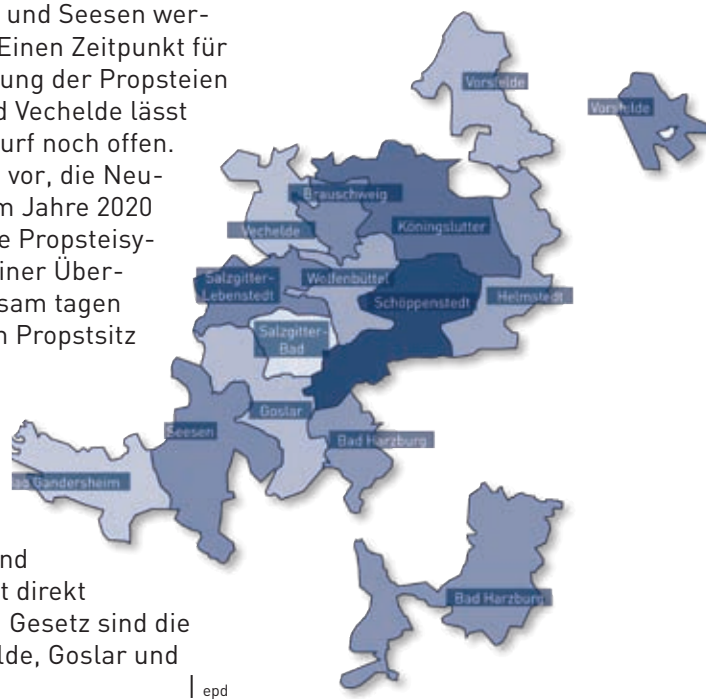 und Seesen wer-
Einen Zeitpunkt für
ung der Propsteien
d Vechelde lässt
urf noch offen.
vor, die Neu-
m Jahre 2020
e Propsteisy-
iner Über-
sam tagen
n Propstsitz
nd
t direkt
Gesetz sind die
lde, Goslar und
epd
Vorsfelde
Vorsfelde
Brauschweig
Vechelde
Köningslutter
Salzgitter-
Lebenstedt
Wolfenbüttel
Schöppenstedt
Helmstedt
Salzgitter-
Bad
Goslar
Seesen
Bad Harzburg
ad Gandersheim
Bad Harzburg